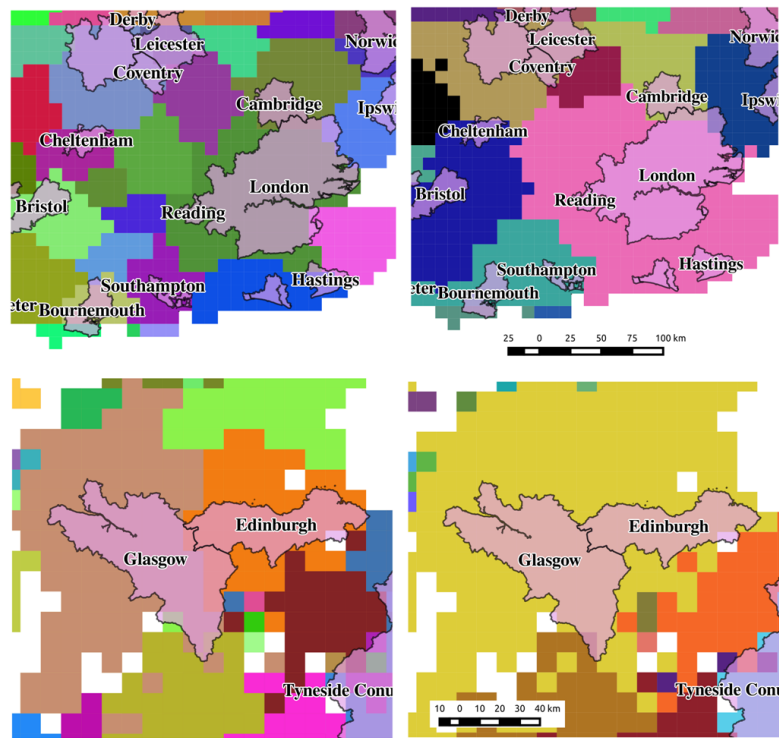 Derby
Leicester
Norwic
Coventry
Cambridge
Ipswi
Cheltenham
London
Bristol
Reading
Southampton
Hastings
eter
Bournemouth
Derby
Leicester
Norwi
Coventry
Cambridge
Ipsw
Cheltenham
London
Bristol
Reading
Southampton
Hastings
eter
Bournemouth
25 0 25 50 75 100 km
Edinburgh
Glasgow
Tyneside Conu
Edinburgh
Glasgow
Tyneside Conu
10 0 10 20 30 40 km